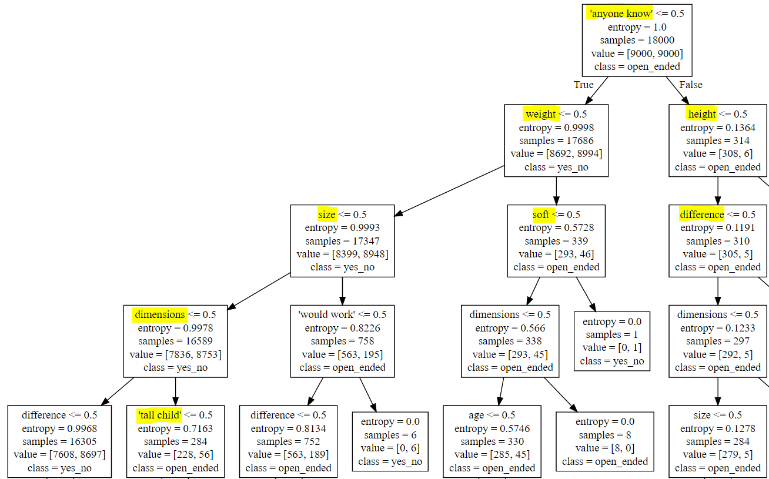 'anyone know' <= 0.5
entropy = 1.0
samples = 18000
value = [9000, 9000]
class = open_ended
True
False
weight <= 0.5
entropy = 0.9998
samples = 17686
value = [8692, 8994]
class = yes_no
height <= 0.5
entropy = 0.1364
samples = 314
value = [308, 6]
class = open_ended
size <= 0.5
entropy = 0.9993
samples = 17347
value = [8399, 8948]
class = yes_no
soft <= 0.5
entropy = 0.5728
samples = 339
value = [293, 46]
class = open_ended
difference <= 0.5
entropy = 0.1191
samples = 310
value = [305, 5]
class = open_ended
dimensions <= 0.5
entropy = 0.9978
samples = 16589
value = [7836, 8753]
class = yes_no
'would work' <= 0.5
entropy = 0.8226
samples = 758
value = [563, 195]
class = open_ended
dimensions <= 0.5
entropy = 0.566
samples = 338
value = [293, 45]
class = open_ended
entropy = 0.0
samples = 1
value = [0, 1]
class = yes_no
dimensions <= 0.5
entropy = 0.1233
samples = 297
value = [292, 5]
class = open_ended
difference <= 0.5
entropy = 0.9968
samples = 16305
value = [7608, 8697]
class = yes_no
'tall child' <= 0.5
entropy = 0.7163
samples = 284
value = [228, 56]
class = open_ended
difference <= 0.5
entropy = 0.8134
samples = 752
value = [563, 189]
class = open_ended
entropy = 0.0
samples = 6
value = [0, 6]
class = yes_no
age <= 0.5
entropy = 0.5746
samples = 330
value = [285, 45]
class = open_ended
entropy = 0.0
samples = 8
value = [8, 0]
class = open_ended
size <= 0.5
entropy = 0.1278
samples = 284
value = [279, 5]
class = open_ended